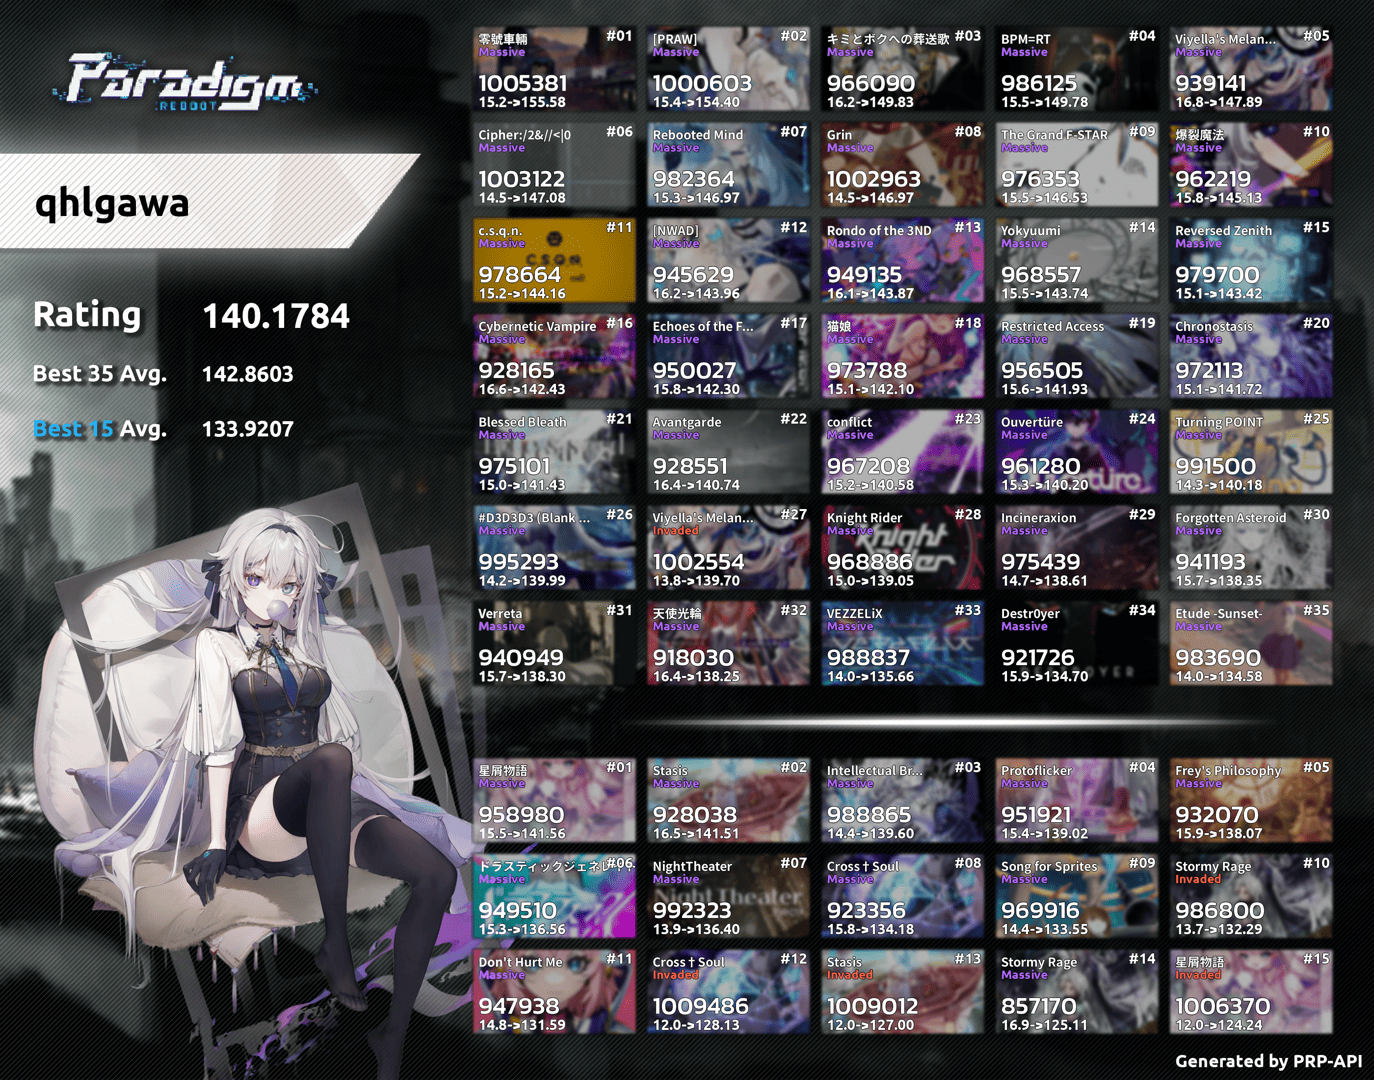 Paradigm
REBOOT
qhlgawa
Rating 140.1784
Best 35 Avg. 142.8603
Best 15 Avg. 133.9207
零號車輛 #01
Massive
1005381
15.2->155.58
[PRAW] #02
Massive
1000603
15.4->154.40
キミとボクへの葬送歌 #03
Massive
966090
16.2->149.83
BPM=RT #04
Massive
986125
15.5->149.78
Viyella's Melan... #05
Massive
939141
16.8->147.89
Cipher:/2&//<|0 #06
Massive
1003122
14.5->147.08
Rebooted Mind #07
Massive
982364
15.3->146.97
Grin #08
Massive
1002963
14.5->146.97
The Grand F-STAR #09
Massive
976353
15.5->146.53
爆裂魔法 #10
Massive
962219
15.8->145.13
c.s.q.n. #11
Massive
978664
15.2->144.16
[NWAD] #12
Massive
945629
16.2->143.96
Rondo of the 3ND #13
Massive
949135
16.1->143.87
Yokyuumi #14
Massive
968557
15.5->143.74
Reversed Zenith #15
Massive
979700
15.1->143.42
Cybernetic Vampire #16
Massive
928165
16.6->142.43
Echoes of the F... #17
Massive
950027
15.8->142.30
猫娘 #18
Massive
973788
15.1->142.10
Restricted Access #19
Massive
956505
15.6->141.93
Chronostasis #20
Massive
972113
15.1->141.72
Blessed Bleath #21
Massive
975101
15.0->141.43
Avantgarde #22
Massive
928551
16.4->140.74
conflict #23
Massive
967208
15.2->140.58
Ouvertüre #24
Massive
961280
15.3->140.20
Turning POINT #25
Massive
991500
14.3->140.18
#D3D3D3 (Blank ... #26
Massive
995293
14.2->139.99
Viyella's Melan... #27
Invaded
1002554
13.8->139.70
Knight Rider #28
Massive
968886
15.0->139.05
Incineraxion #29
Massive
975439
14.7->138.61
Forgotten Asteroid #30
Massive
941193
15.7->138.35
Verreta #31
Massive
940949
15.7->138.30
天使光輪 #32
Massive
918030
16.4->138.25
VEZZELiX #33
Massive
988837
14.0->135.66
Destr0yer #34
Massive
921726
15.9->134.70
Etude -Sunset- #35
Massive
983690
14.0->134.58
星屑物語 #01
Massive
958980
15.5->141.56
Stasis #02
Massive
928038
16.5->141.51
Intellectual Br... #03
Massive
988865
14.4->139.60
Protoflicker #04
Massive
951921
15.4->139.02
Frey's Philosophy #05
Massive
932070
15.9->138.07
ドラスティックジェネレイト #06
Massive
949510
15.3->136.56
NightTheater #07
Massive
992323
13.9->136.40
Cross†Soul #08
Massive
923356
15.8->134.18
Song for Sprites #09
Massive
969916
14.4->133.55
Stormy Rage #10
Invaded
986800
13.7->132.29
Don't Hurt Me #11
Massive
947938
14.8->131.59
Cross†Soul #12
Invaded
1009486
12.0->128.13
Stasis #13
Invaded
1009012
12.0->127.00
Stormy Rage #14
Massive
857170
16.9->125.11
星屑物語 #15
Invaded
1006370
12.0->124.24
Generated by PRP-API